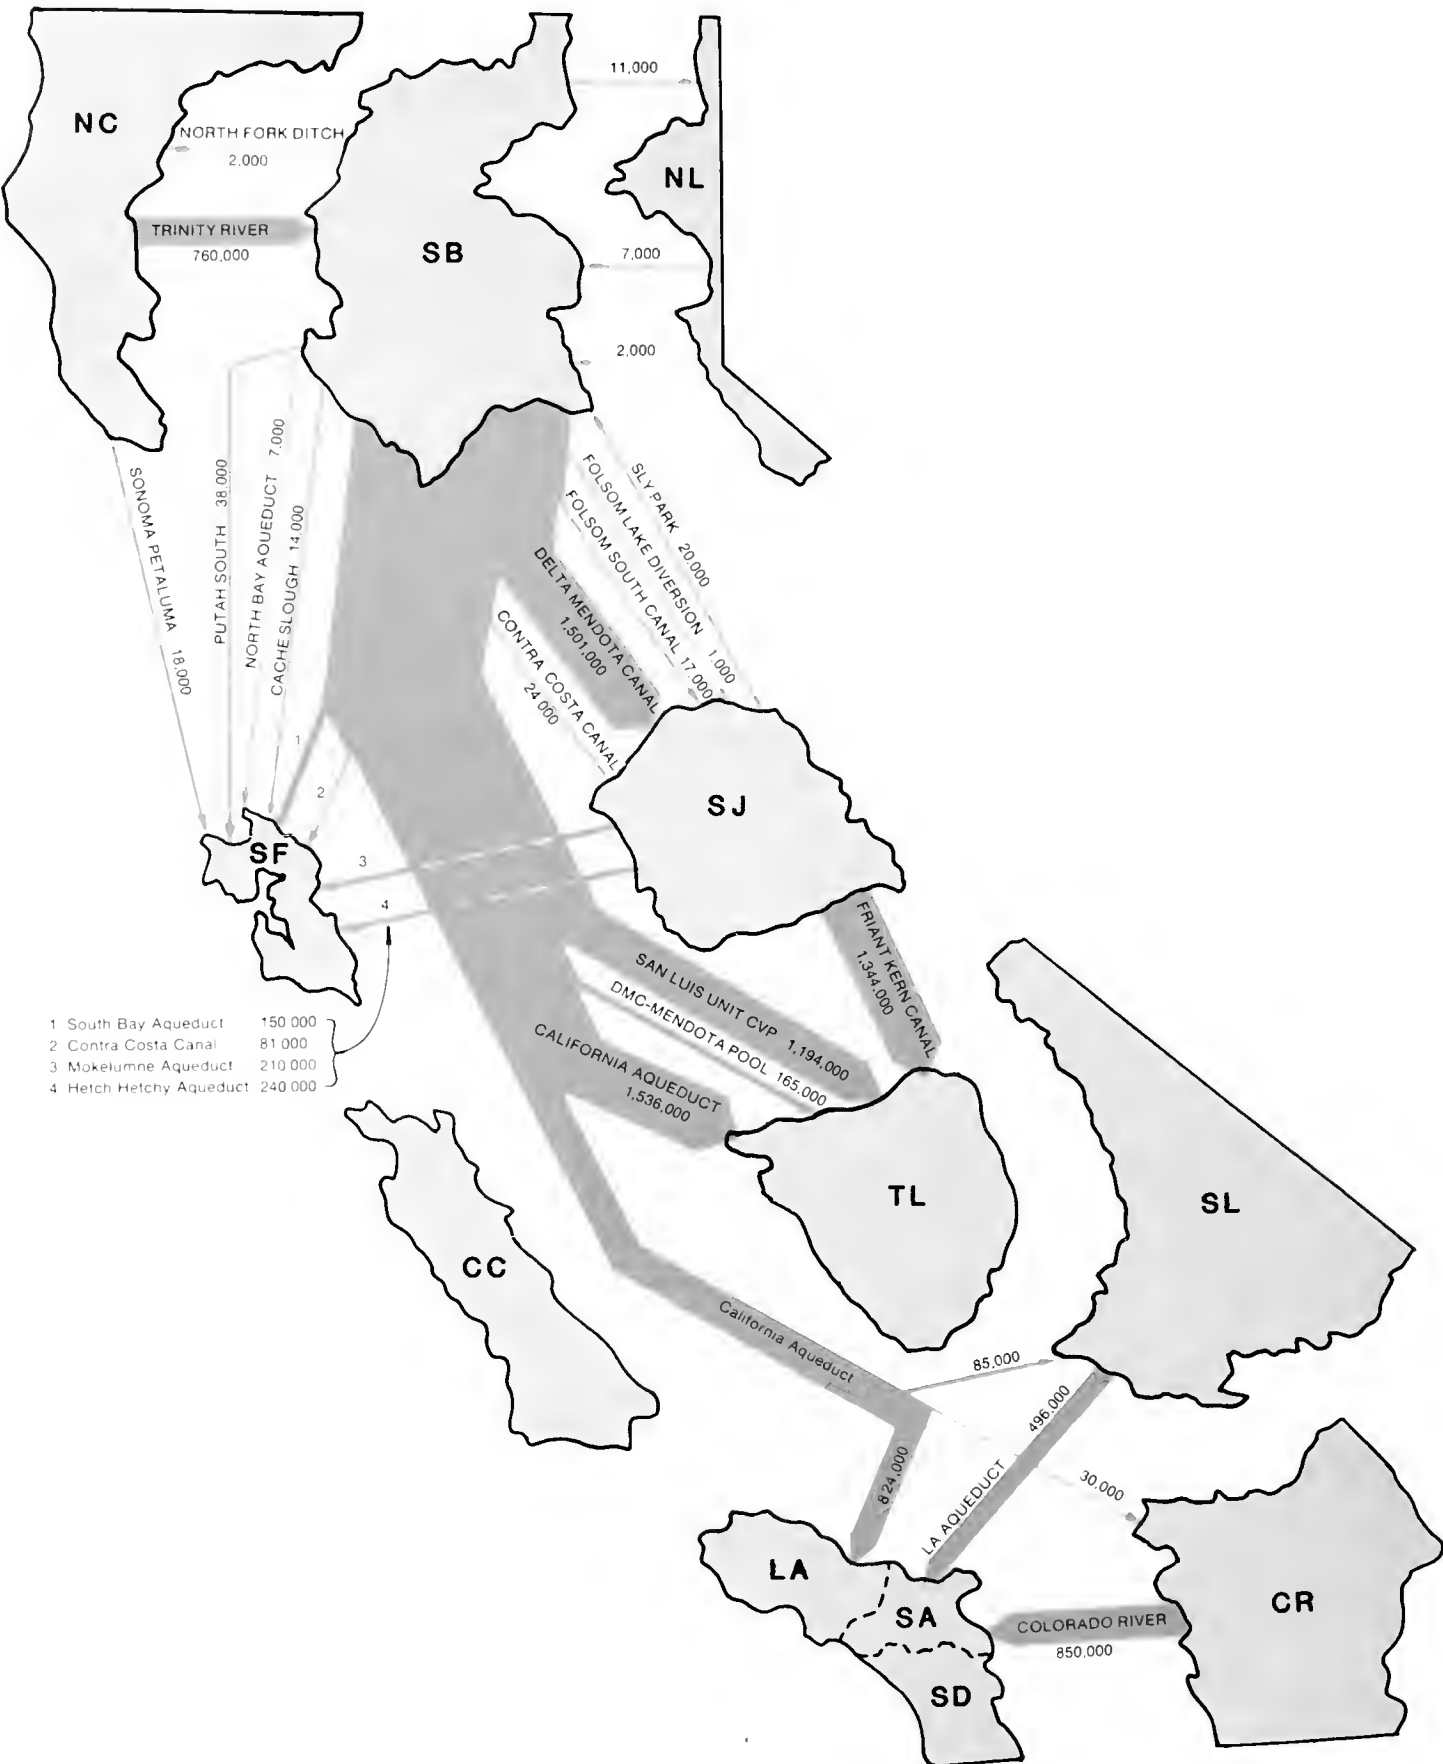 11,000
NC
NORTH FORK DITCH
2,000
NL
TRINITY RIVER
760,000
SB
7,000
2,000
SONOMA PETALUMA 18,000
PUTAH SOUTH 38,000
NORTH BAY AQUEDUCT 7,000
CACHE SLOUGH 14,000
SLY PARK 20,000
FOLSOM LAKE DIVERSION 1,000
FOLSOM SOUTH CANAL 17,000
DELTA MENDOTA CANAL
1,501,000
CONTRA COSTA CANAL
24,000
1
2
SJ
SF
3
4
FRIANT KERN CANAL
1,344,000
SAN LUIS UNIT CVP 1,194,000
DMC-MENDOTA POOL 165,000
CALIFORNIA AQUEDUCT
1,536,000
1 South Bay Aqueduct 150 000
2 Contra Costa Canal 81 000
3 Mokelumne Aqueduct 210 000
4 Hetch Hetchy Aqueduct 240 000
TL
SL
CC
California Aqueduct
85,000
496,000
LA AQUEDUCT
824,000
30,000
LA
SA
CR
COLORADO RIVER
850,000
SD